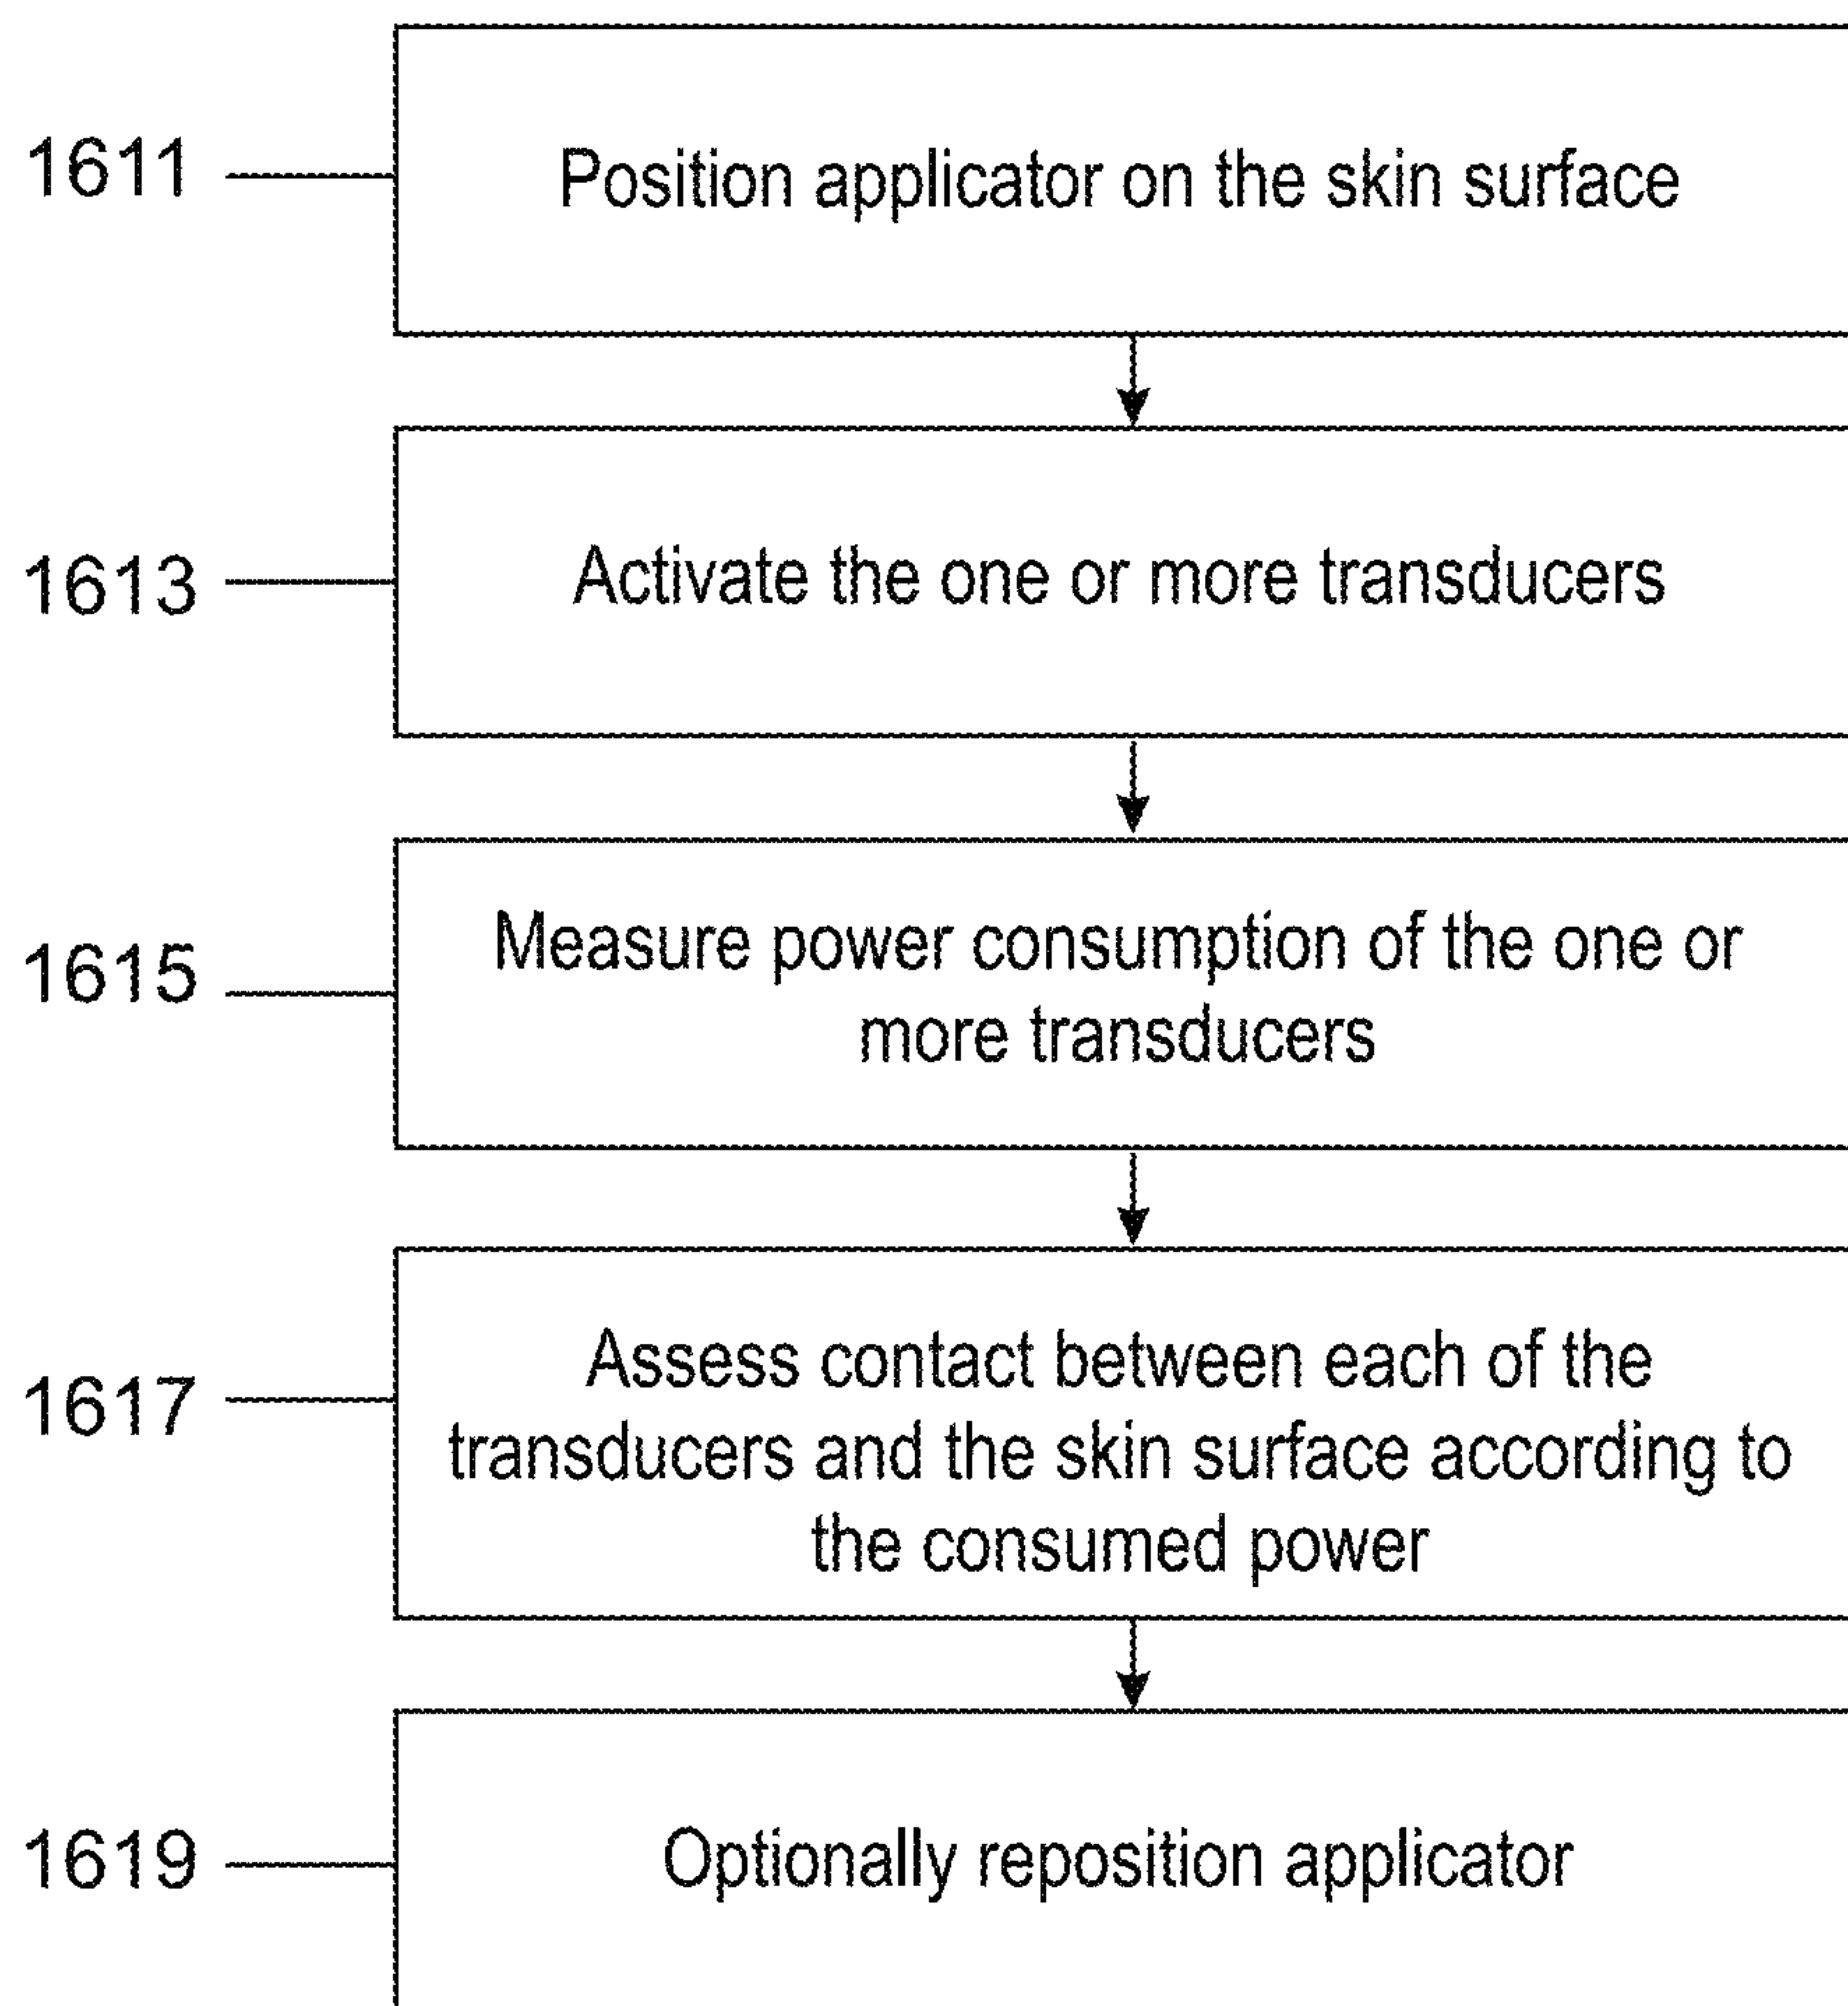 1611
Position applicator on the skin surface
1613
Activate the one or more transducers
1615
Measure power consumption of the one or
more transducers
1617
Assess contact between each of the
transducers and the skin surface according to
the consumed power
1619
Optionally reposition applicator